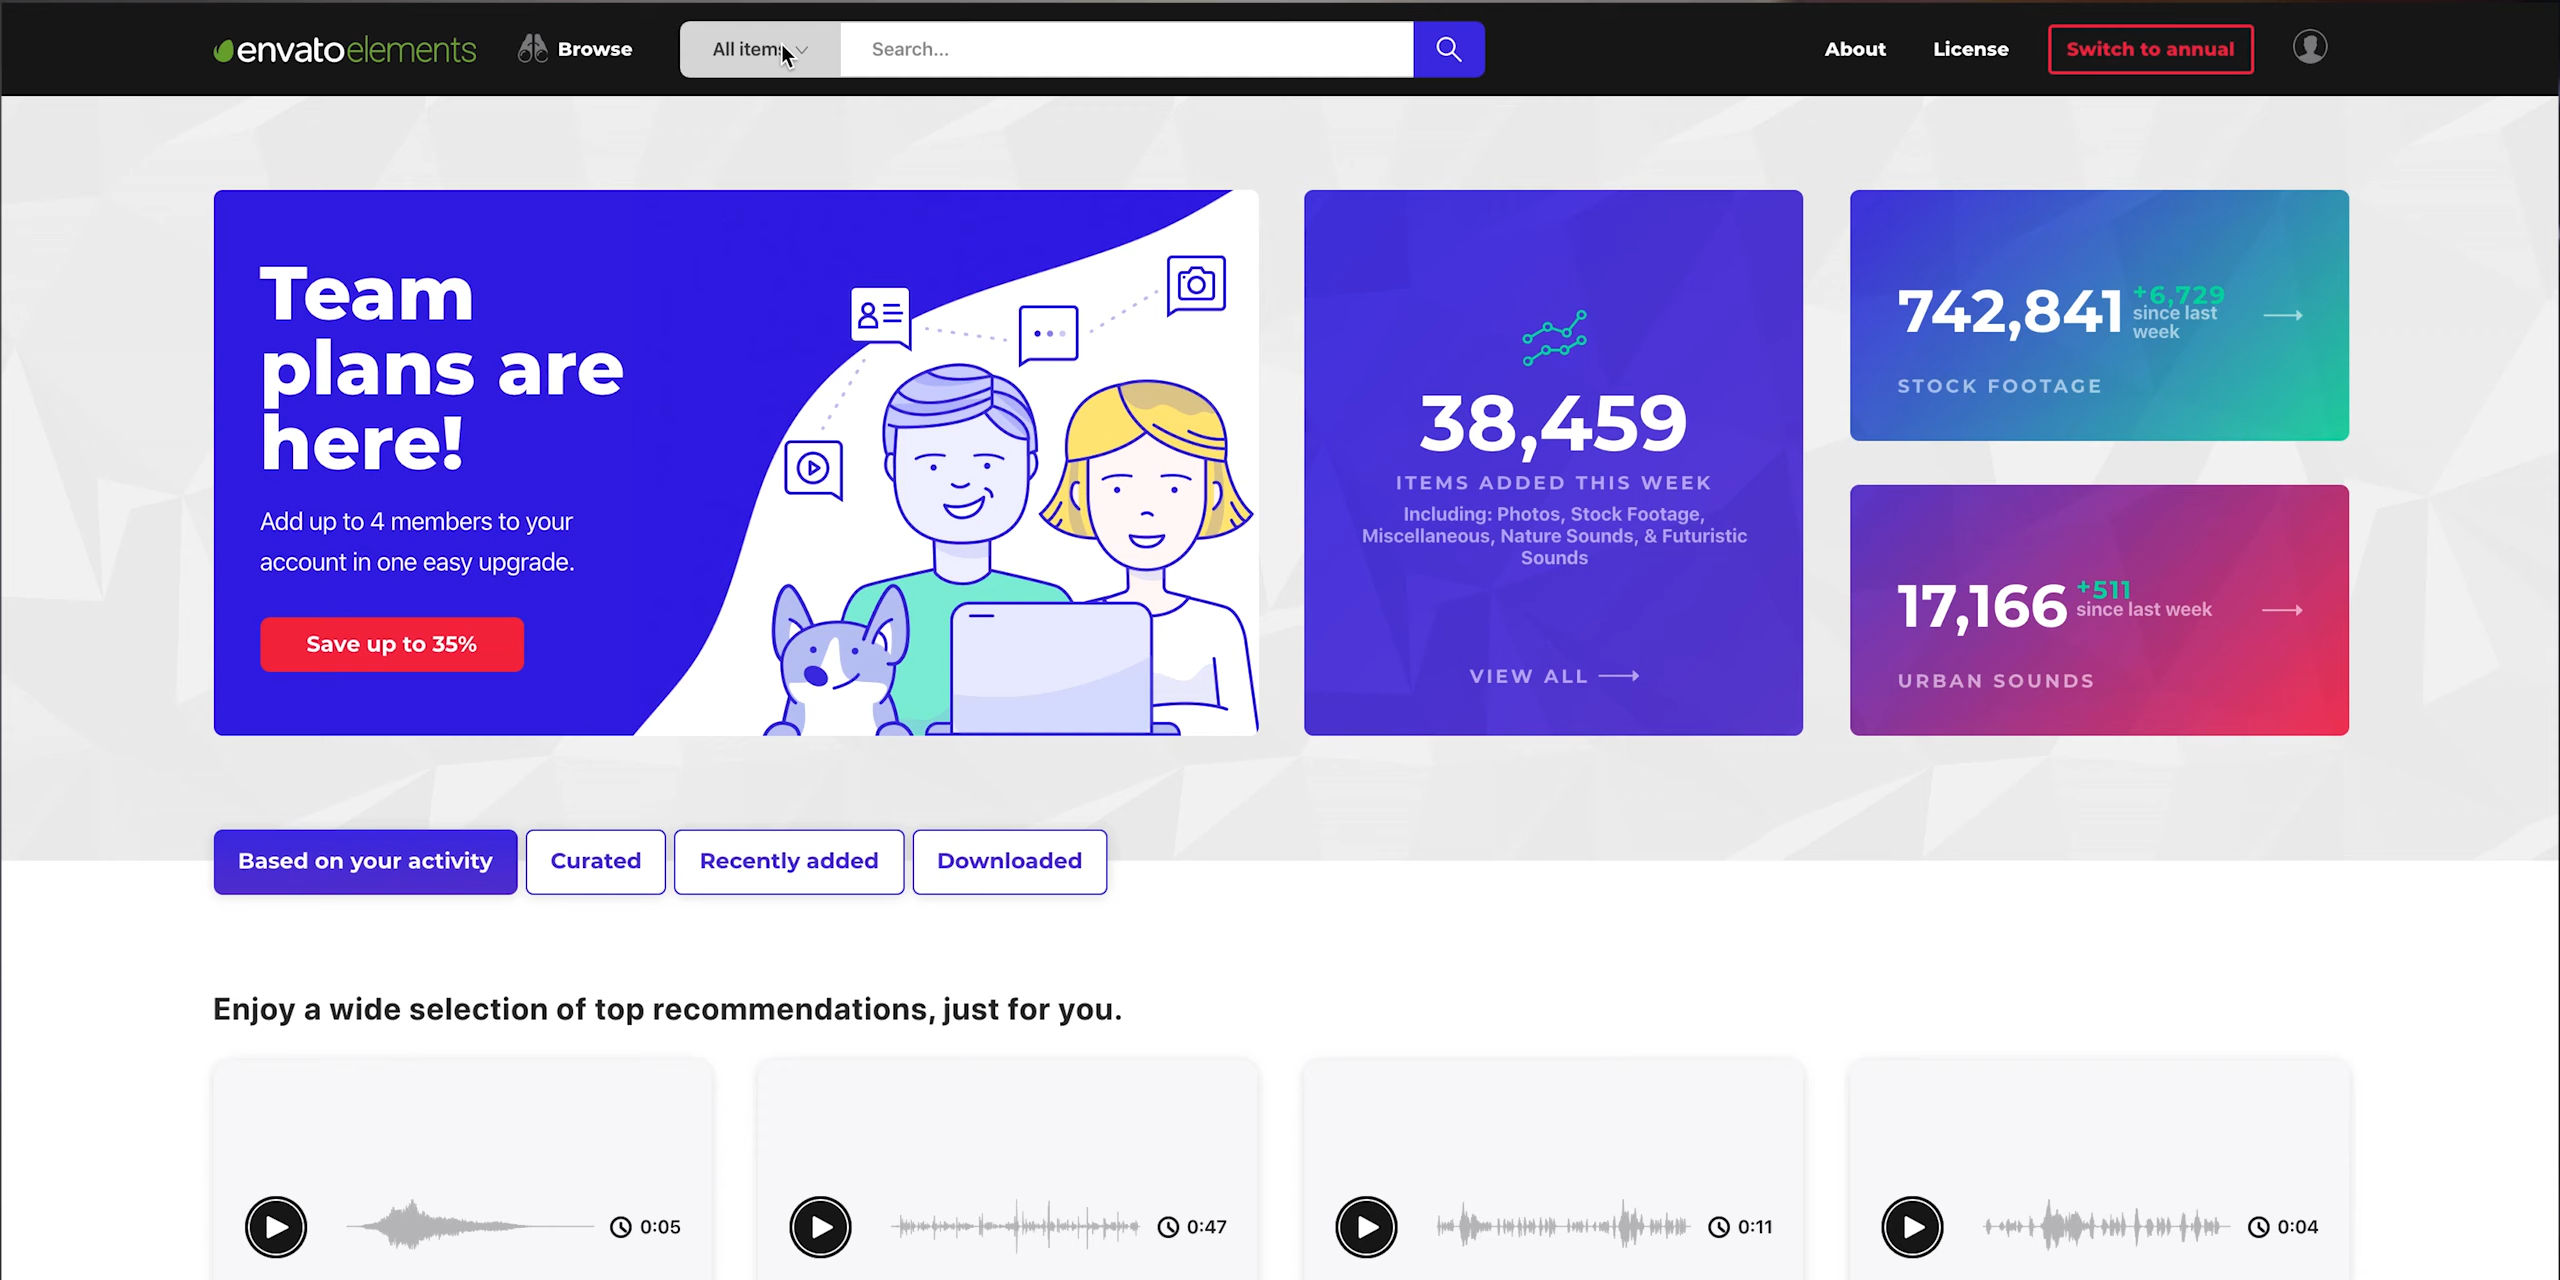 envatoelements
Browse
All items
Search...
About
License
Switch to annual
Team
plans are
here!
Add up to 4 members to your
account in one easy upgrade.
Save up to 35%
38,459
ITEMS ADDED THIS WEEK
Including: Photos, Stock Footage,
Miscellaneous, Nature Sounds, & Futuristic
Sounds
VIEW ALL
742,841
+6,729
since last
week
STOCK FOOTAGE
17,166
+511
since last week
URBAN SOUNDS
Based on your activity
Curated
Recently added
Downloaded
Enjoy a wide selection of top recommendations, just for you.
0:05
0:47
0:11
0:04